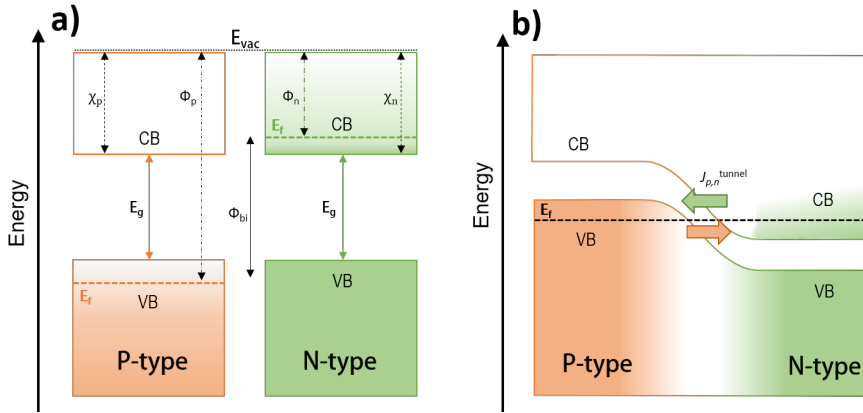 a)
E_vac
Energy
χ_p
Φ_p
Φ_n
χ_n
E_f
CB
CB
E_g
Φ_bi
E_g
E_f
VB
VB
P-type
N-type
b)
Energy
CB
J_p,n^tunnel
CB
E_f
VB
VB
P-type
N-type